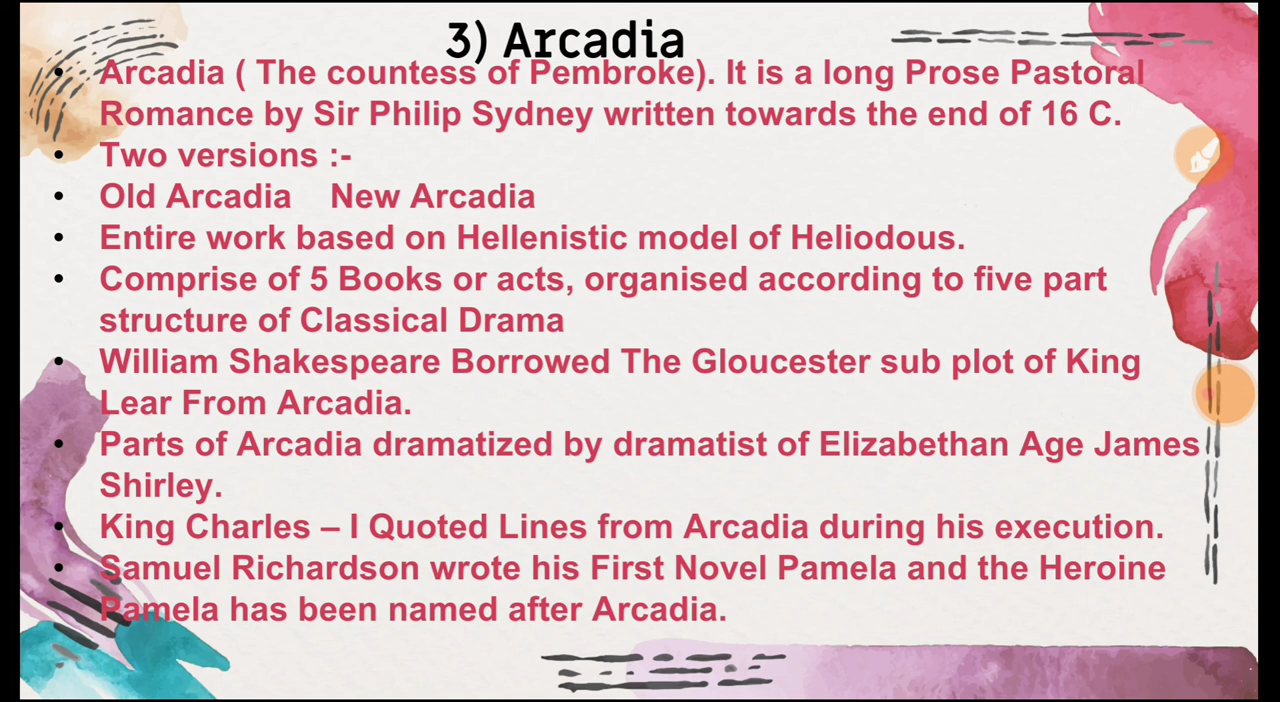 3) Arcadia
• Arcadia ( The countess of Pembroke). It is a long Prose Pastoral
Romance by Sir Philip Sydney written towards the end of 16 C.
• Two versions :-
• Old Arcadia    New Arcadia
• Entire work based on Hellenistic model of Heliodous.
• Comprise of 5 Books or acts, organised according to five part
structure of Classical Drama
• William Shakespeare Borrowed The Gloucester sub plot of King
Lear From Arcadia.
• Parts of Arcadia dramatized by dramatist of Elizabethan Age James
Shirley.
• King Charles – I Quoted Lines from Arcadia during his execution.
• Samuel Richardson wrote his First Novel Pamela and the Heroine
Pamela has been named after Arcadia.